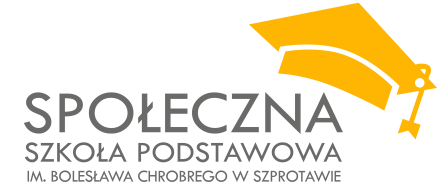 SPOŁECZNA
SZKOŁA PODSTAWOWA
IM. BOLESŁAWA CHROBREGO W SZPROTAWIE